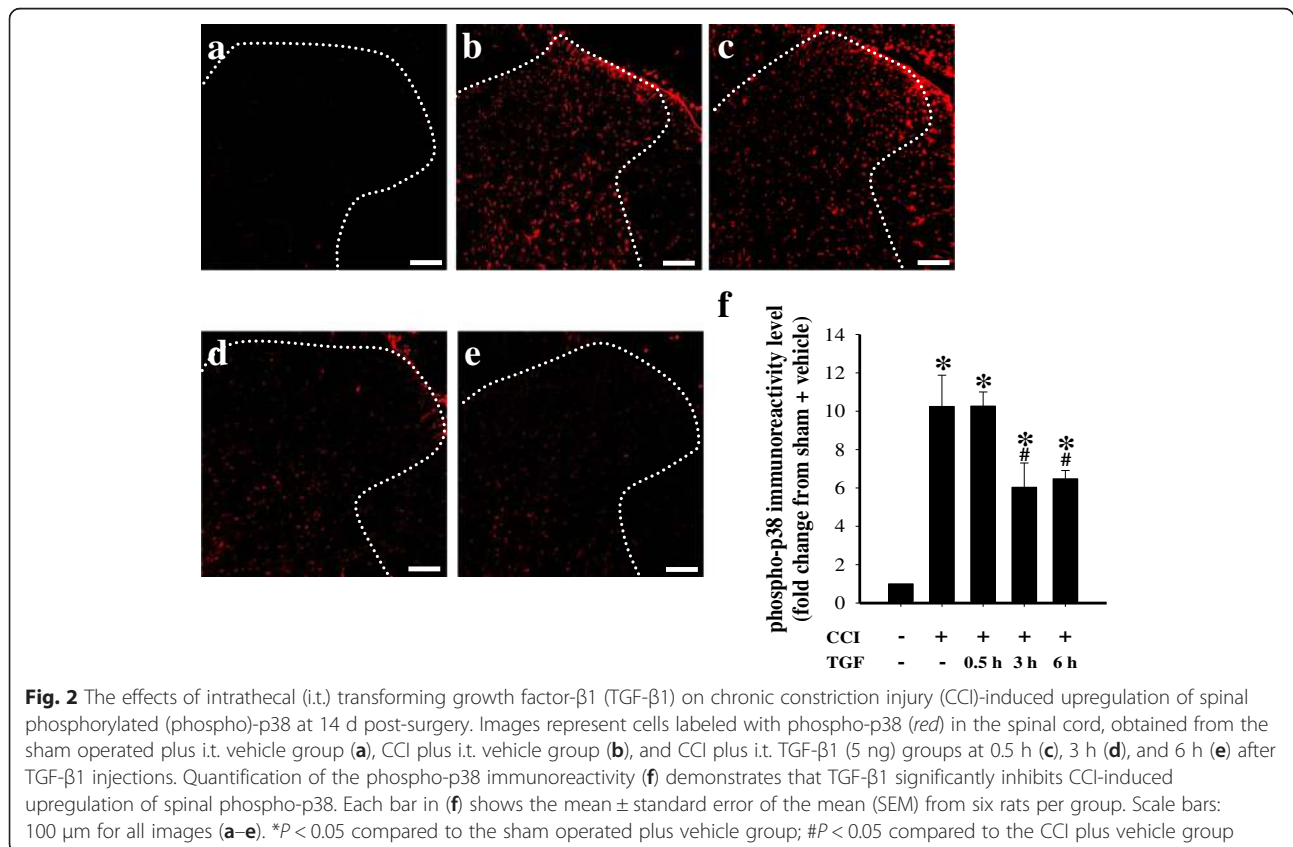 a
b
c
d
e
f
phospho-p38 immunoreactivity level
(fold change from sham + vehicle)
14
12
10
8
6
4
2
0
*
*
*
#
*
#
CCI - + + + +
TGF - - 0.5 h 3 h 6 h
Fig. 2 The effects of intrathecal (i.t.) transforming growth factor-β1 (TGF-β1) on chronic constriction injury (CCI)-induced upregulation of spinal
phosphorylated (phospho)-p38 at 14 d post-surgery. Images represent cells labeled with phospho-p38 (red) in the spinal cord, obtained from the
sham operated plus i.t. vehicle group (a), CCI plus i.t. vehicle group (b), and CCI plus i.t. TGF-β1 (5 ng) groups at 0.5 h (c), 3 h (d), and 6 h (e) after
TGF-β1 injections. Quantification of the phospho-p38 immunoreactivity (f) demonstrates that TGF-β1 significantly inhibits CCI-induced
upregulation of spinal phospho-p38. Each bar in (f) shows the mean ± standard error of the mean (SEM) from six rats per group. Scale bars:
100 μm for all images (a–e). *P < 0.05 compared to the sham operated plus vehicle group; #P < 0.05 compared to the CCI plus vehicle group